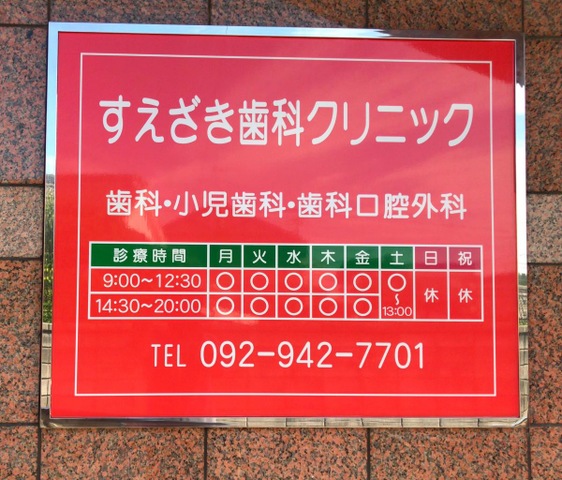 すえざき歯科クリニック
歯科・小児歯科・歯科口腔外科
診療時間 月 火 水 木 金 土 日 祝
9:00〜12:30 ○ ○ ○ ○ ○ ○〜13:00 休 休
14:30〜20:00 ○ ○ ○ ○ ○
TEL 092-942-7701